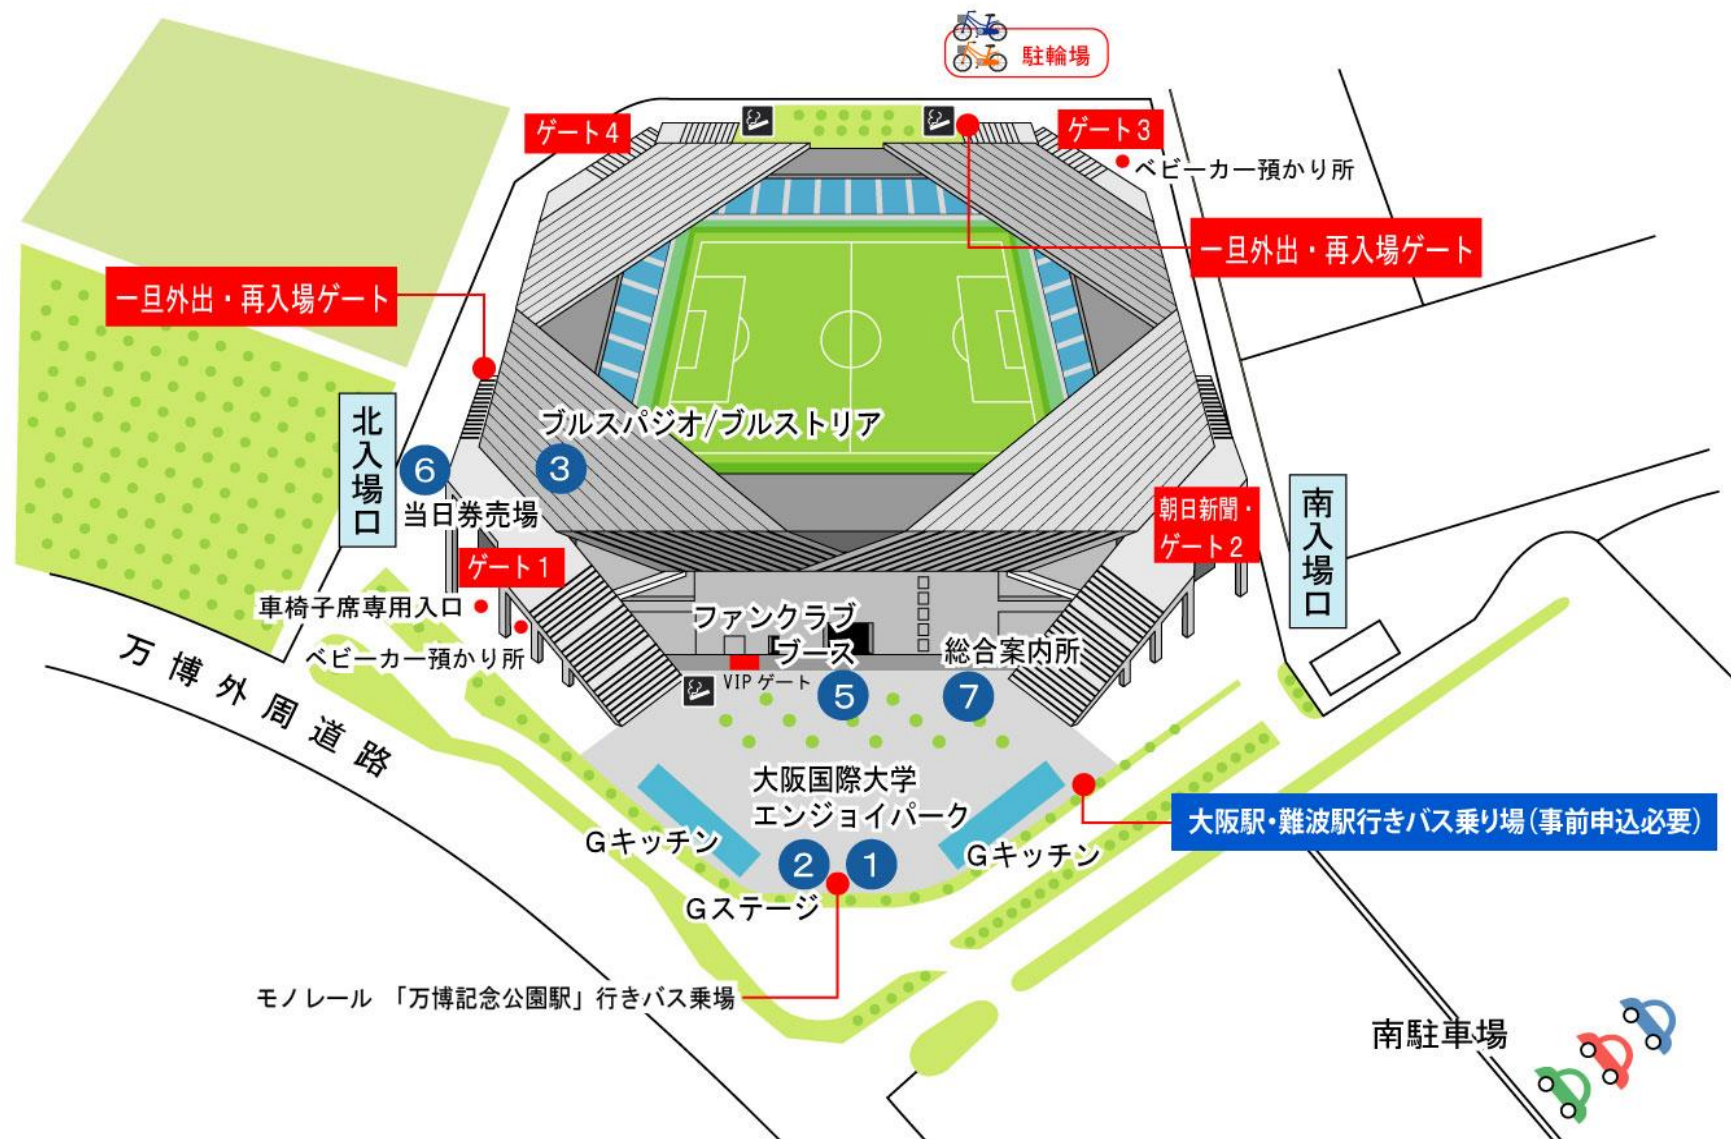 駐輪場
ゲート4
ゲート3
ベビーカー預かり所
一旦外出・再入場ゲート
一旦外出・再入場ゲート
北入場口
ブルスパジオ/ブルストリア
6
3
当日券売場
朝日新聞・
ゲート2
南入場口
ゲート1
車椅子席専用入口
ベビーカー預かり所
万博外周道路
ファンクラブ
ブース
総合案内所
VIPゲート
5
7
大阪国際大学
エンジョイパーク
大阪駅・難波駅行きバス乗り場(事前申込必要)
Gキッチン
2
1
Gキッチン
Gステージ
モノレール 「万博記念公園駅」行きバス乗場
南駐車場